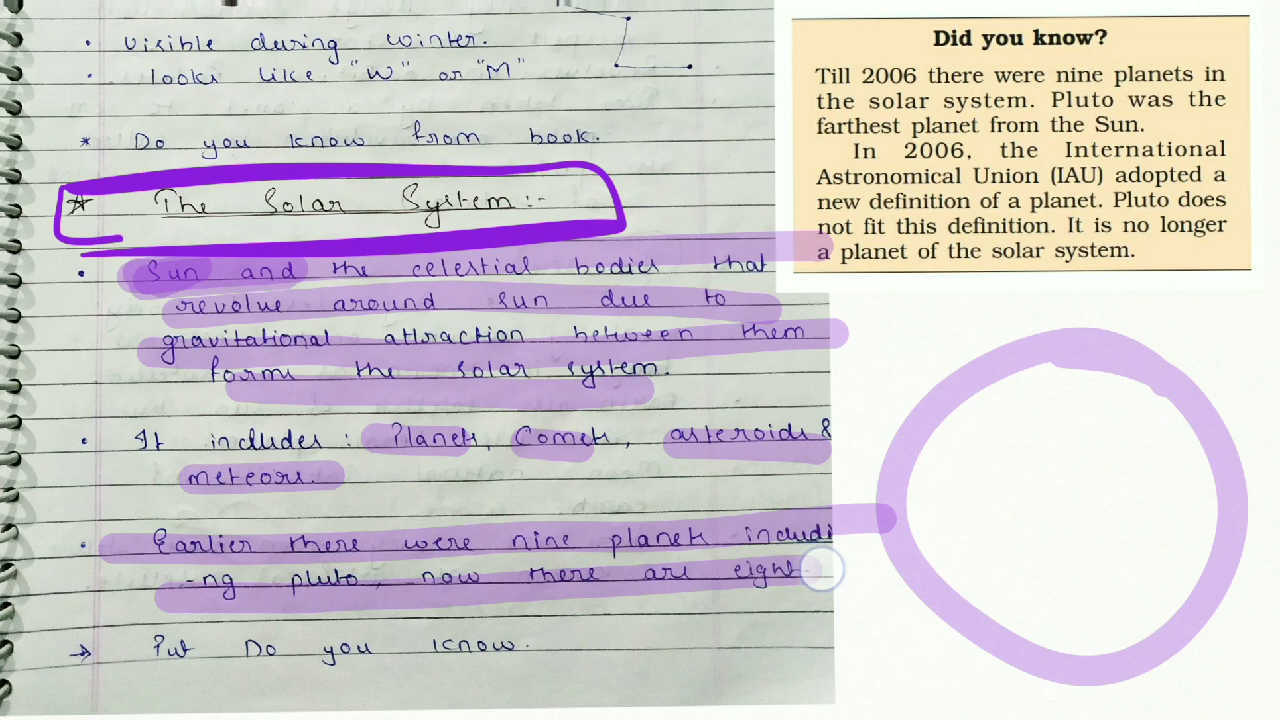 • Visible during winter.
• looks like "W" or "M"
* Do you know from book.
☆ The Solar System :-
• Sun and the celestial bodies that
revolve around sun due to
gravitational attraction between them
forms the solar system.
• It includes : Planets, Comets, asteroids &
meteors.
• Earlier there were nine planets includi
-ng pluto, now there are eight
→ Put Do you know.
Did you know?
Till 2006 there were nine planets in
the solar system. Pluto was the
farthest planet from the Sun.
In 2006, the International
Astronomical Union (IAU) adopted a
new definition of a planet. Pluto does
not fit this definition. It is no longer
a planet of the solar system.